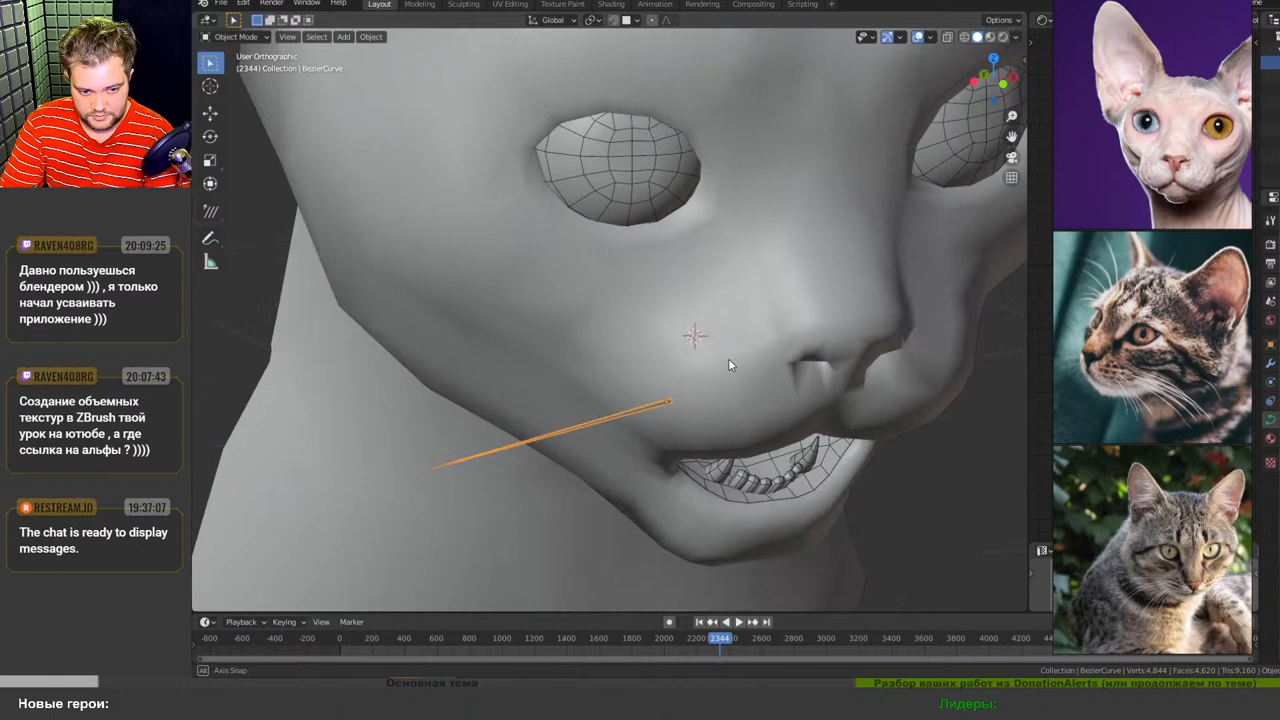 File Edit Render Window Help Layout Modeling Sculpting UV Editing Texture Paint Shading Animation Rendering Compositing Scripting +
Global Options
Object Mode View Select Add Object
User Orthographic
(2344) Collection | BezierCurve
RAVEN408RG 20:09:25
Давно пользуешься
блендером ))) , я только
начал усваивать
приложение )))
RAVEN408RG 20:07:43
Создание объемных
текстур в ZBrush твой
урок на ютюбе , а где
ссылка на альфы ? ))))
RESTREAM.IO 19:37:07
The chat is ready to display
messages.
Z
Playback Keying View Marker
-800 -600 -400 -200 0 200 400 600 800 1000 1200 1400 1600 1800 2000 2200 2344 2600 2800 3000 3200 3400 3600 3800 4000 4200
Alt Axis Snap
Collection | BezierCurve | Verts:4,844 | Faces:4,620 | Tris:9,160 |
Основная тема
Разбор ваших работ из DonationAlerts (или продолжаем по теме)
Новые герои:
Лидеры: